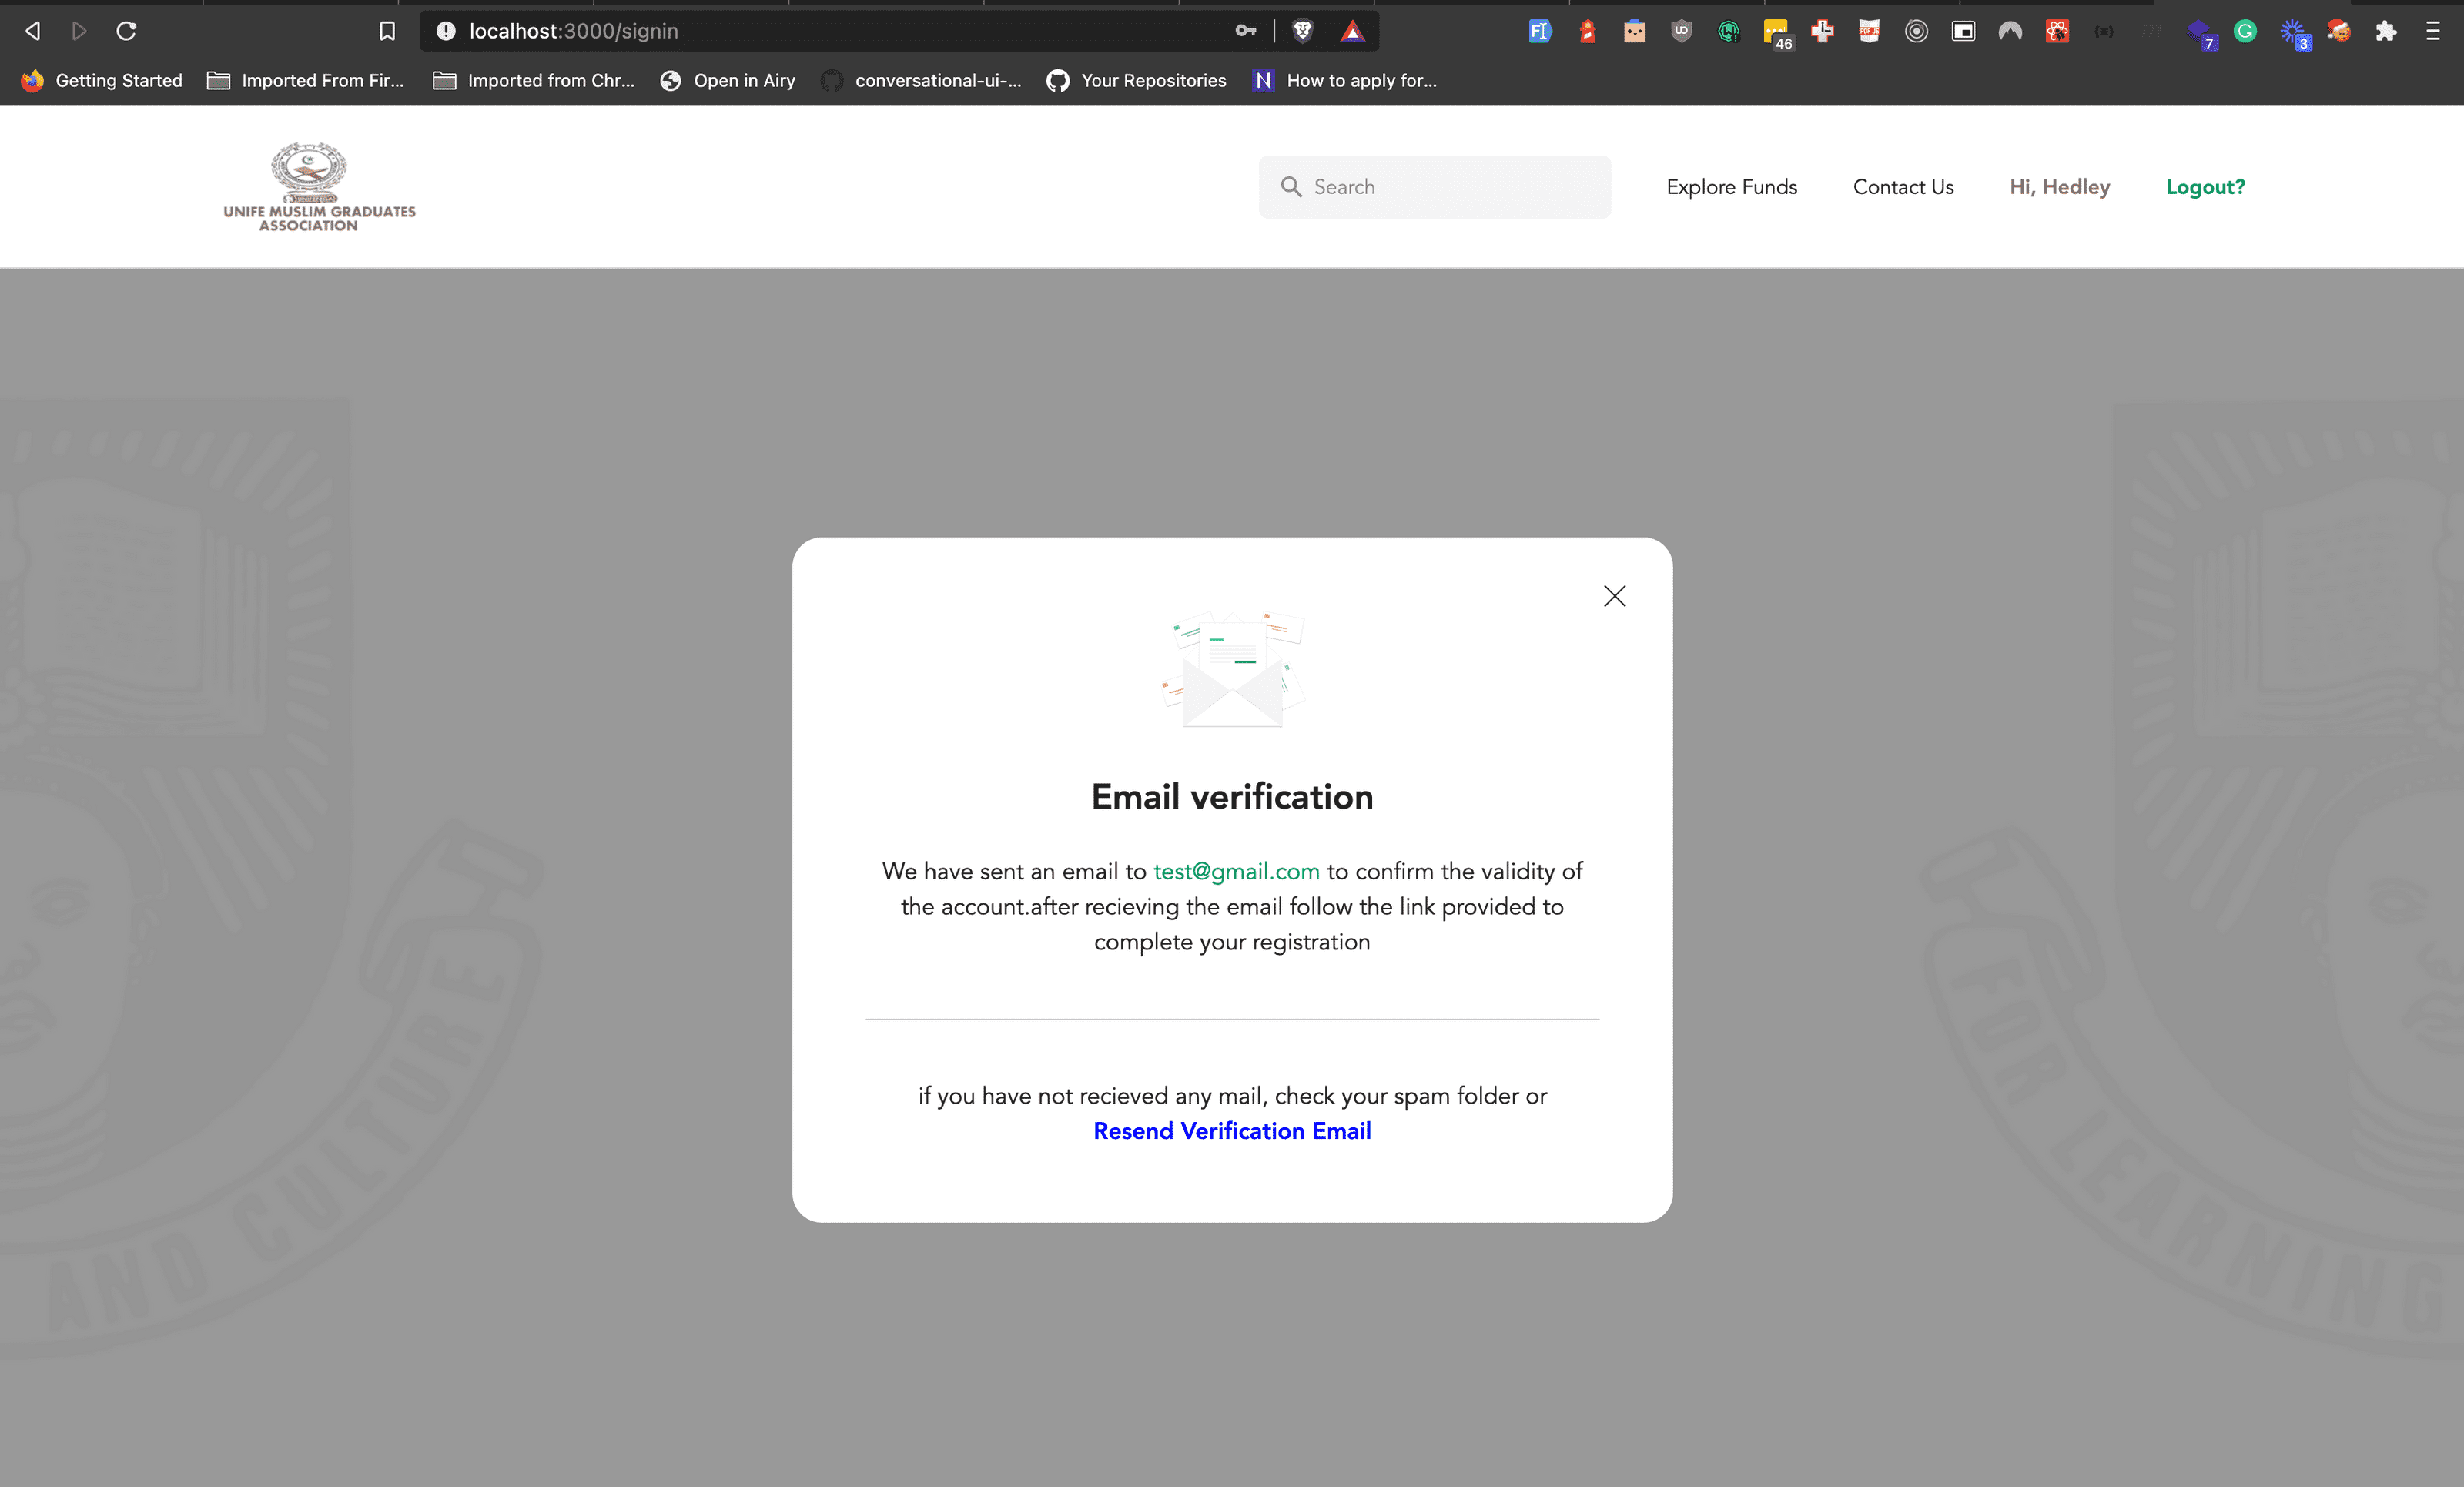 localhost:3000/signin
46
7
3
Getting Started
Imported From Fir...
Imported from Chr...
Open in Airy
conversational-ui-...
Your Repositories
N
How to apply for...
UNIFE MUSLIM GRADUATES
ASSOCIATION
Search
Explore Funds
Contact Us
Hi, Hedley
Logout?
Email verification
We have sent an email to test@gmail.com to confirm the validity of
the account.after recieving the email follow the link provided to
complete your registration
if you have not recieved any mail, check your spam folder or
Resend Verification Email
AND CULTURE
FOR LEARNING